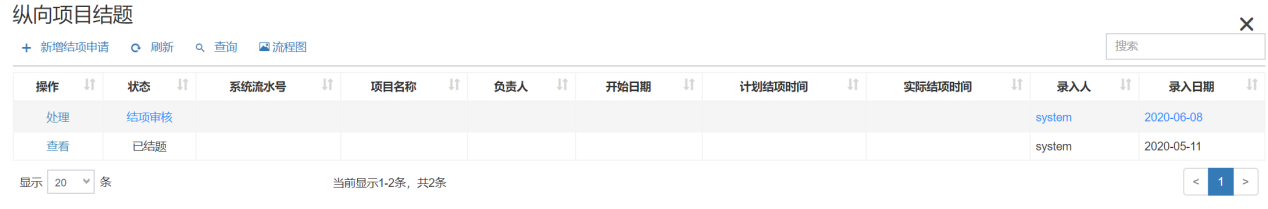 纵向项目结题
+ 新增结项申请 刷新 查询 流程图
搜索
操作 状态 系统流水号 项目名称 负责人 开始日期 计划结项时间 实际结项时间 录入人 录入日期
处理 结项审核 system 2020-06-08
查看 已结题 system 2020-05-11
显示 20 条 当前显示1-2条，共2条 < 1 >